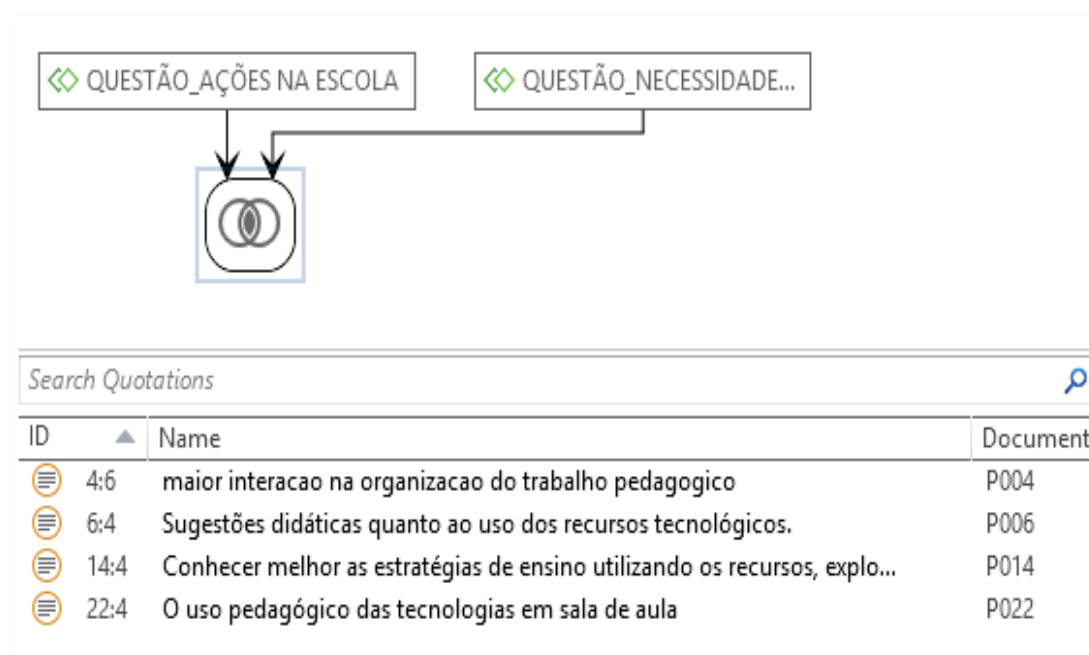 QUESTÃO_AÇÕES NA ESCOLA QUESTÃO_NECESSIDADE...
Search Quotations
ID Name Document
4:6 maior interacao na organizacao do trabalho pedagogico P004
6:4 Sugestões didáticas quanto ao uso dos recursos tecnológicos. P006
14:4 Conhecer melhor as estratégias de ensino utilizando os recursos, explo... P014
22:4 O uso pedagógico das tecnologias em sala de aula P022